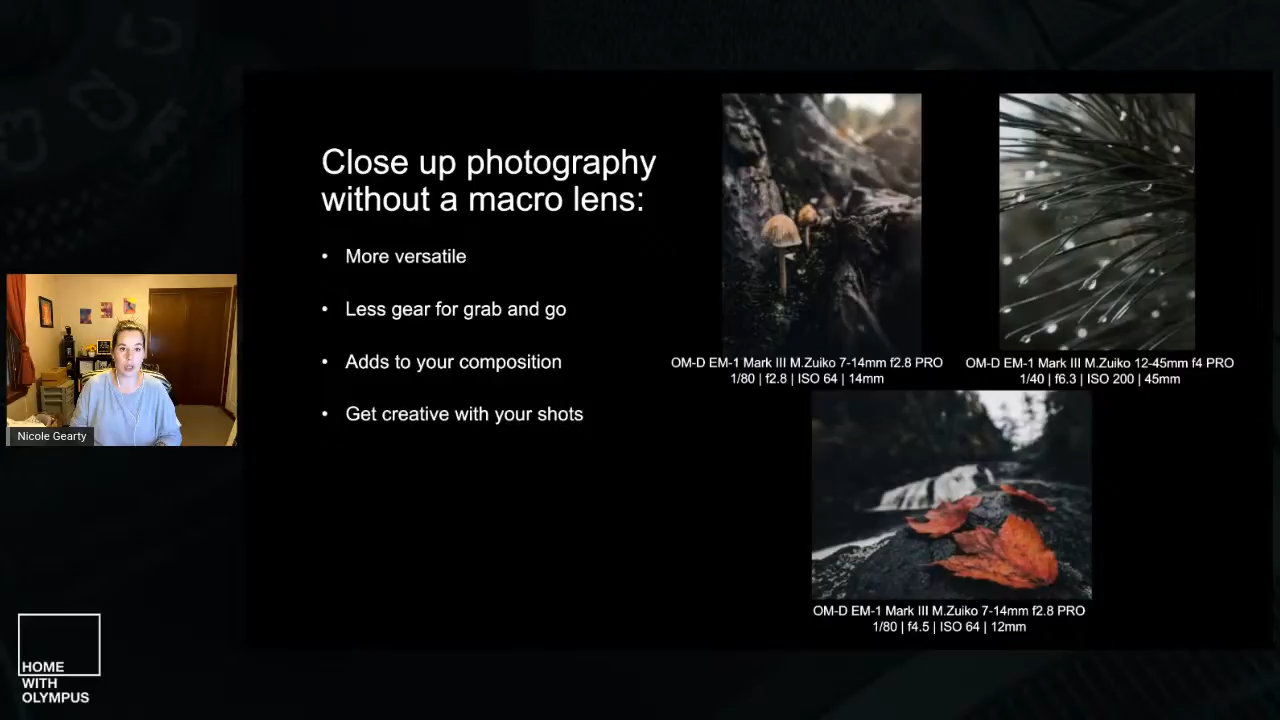 Close up photography
without a macro lens:
• More versatile
• Less gear for grab and go
• Adds to your composition
• Get creative with your shots
OM-D EM-1 Mark III M.Zuiko 7-14mm f2.8 PRO
1/80 | f2.8 | ISO 64 | 14mm
OM-D EM-1 Mark III M.Zuiko 12-45mm f4 PRO
1/40 | f6.3 | ISO 200 | 45mm
OM-D EM-1 Mark III M.Zuiko 7-14mm f2.8 PRO
1/80 | f4.5 | ISO 64 | 12mm
Nicole Gearty
HOME
WITH
OLYMPUS